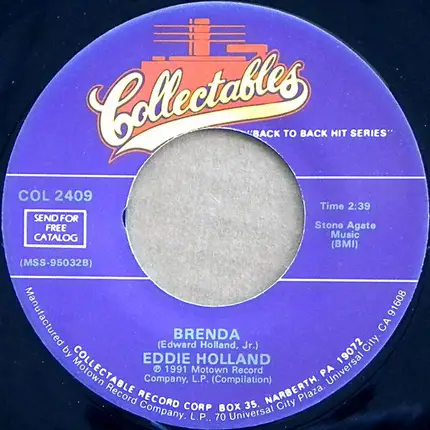 Collectables
"BACK TO BACK HIT SERIES"
COL 2409
SEND FOR
FREE
CATALOG
(MSS-95032B)
Time 2:39
Stone Agate
Music
(BMI)
BRENDA
(Edward Holland, Jr.)
EDDIE HOLLAND
℗ 1991 Motown Record
Company, L.P. (Compilation)
COLLECTABLE RECORD CORP BOX 35, NARBERTH, PA 19072
Manufactured by Motown Record Company, L.P., 70 Universal City Plaza, Universal City, CA 91608